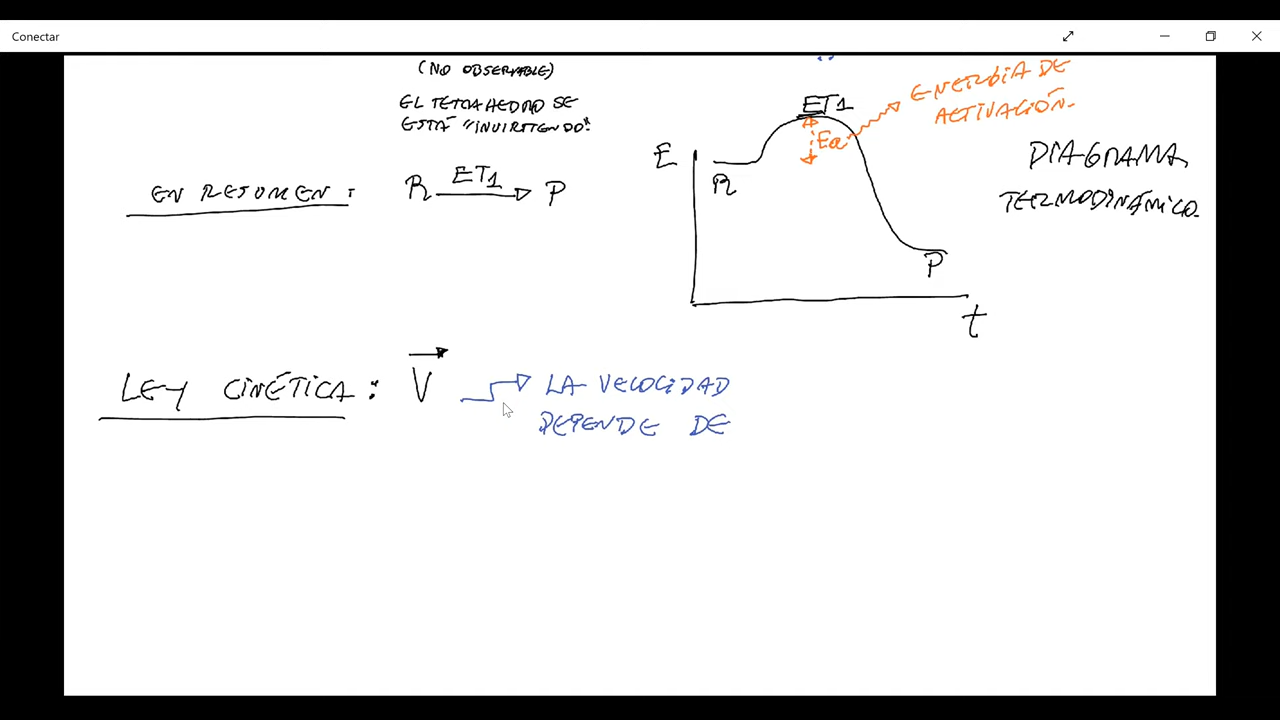 Conectar
(NO OBSERVABLE)
EL TETRAHEDRO SE
ESTÁ "INVIRTIENDO"
EN RESUMEN:
R ET1 P
E
R
ET1
Ea
ENERGÍA DE
ACTIVACIÓN.
P
t
DIAGRAMA
TERMODINÁMICO.
LEY CINÉTICA: V
LA VELOCIDAD
DEPENDE DE